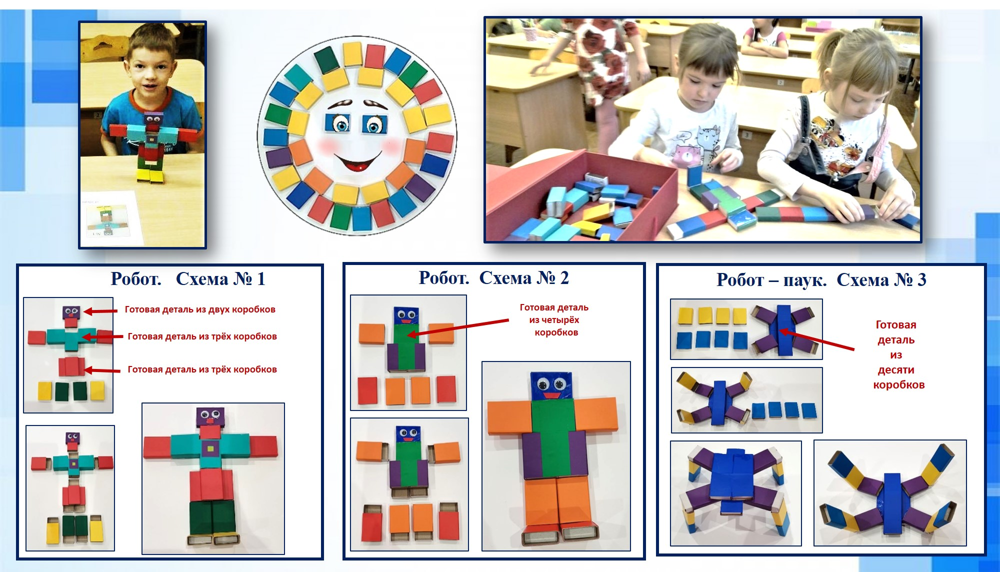 Робот. Схема № 1
Готовая деталь из двух коробков
Готовая деталь из трёх коробков
Готовая деталь из трёх коробков
Робот. Схема № 2
Готовая деталь
из четырёх
коробков
Робот – паук. Схема № 3
Готовая
деталь
из
десяти
коробков